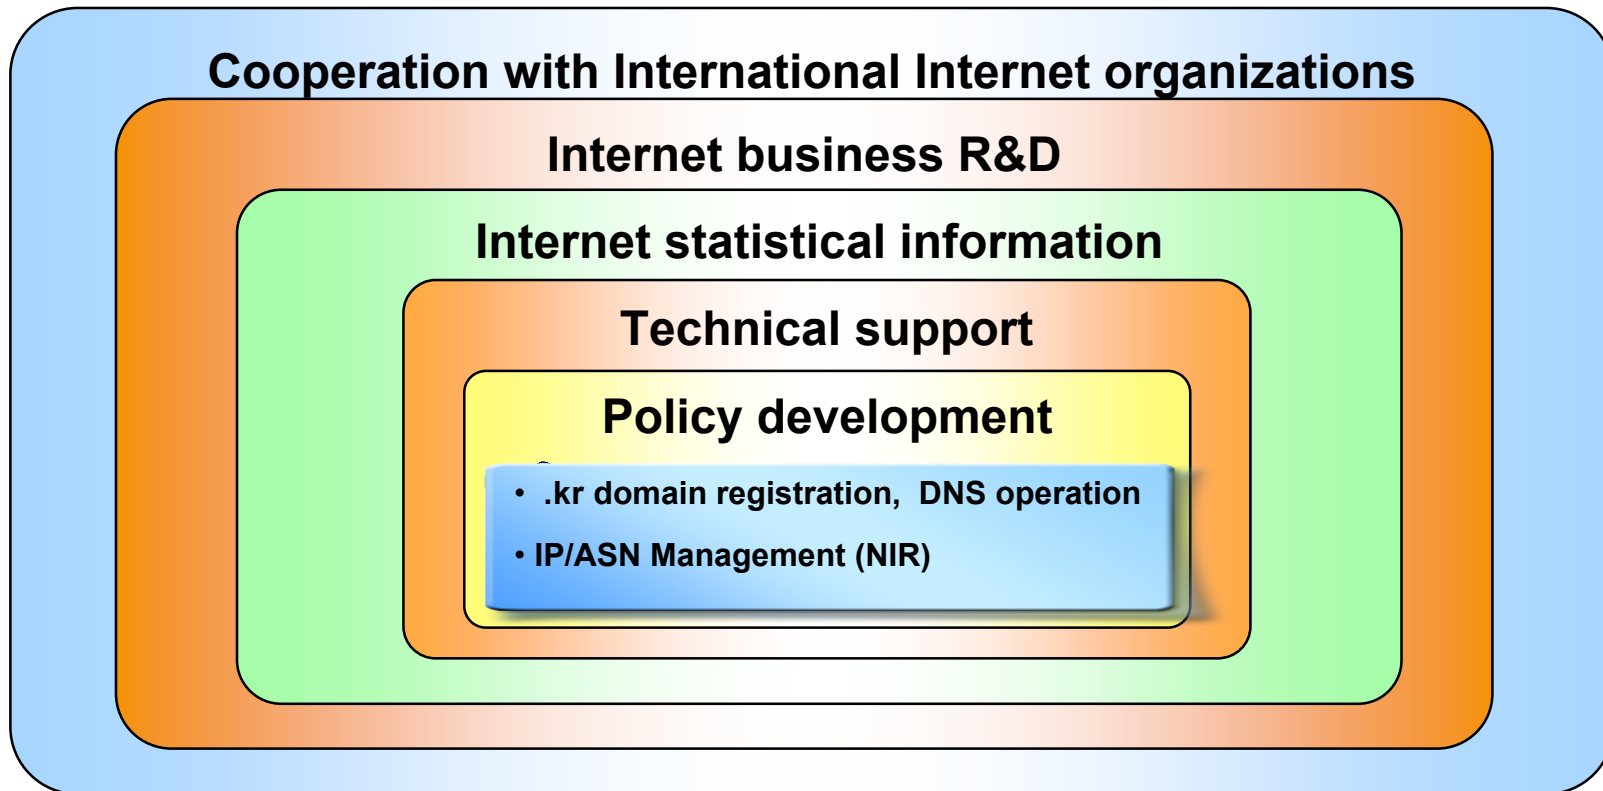 Cooperation with International Internet organizations
Internet business R&D
Internet statistical information
Technical support
Policy development
• .kr domain registration, DNS operation
• IP/ASN Management (NIR)